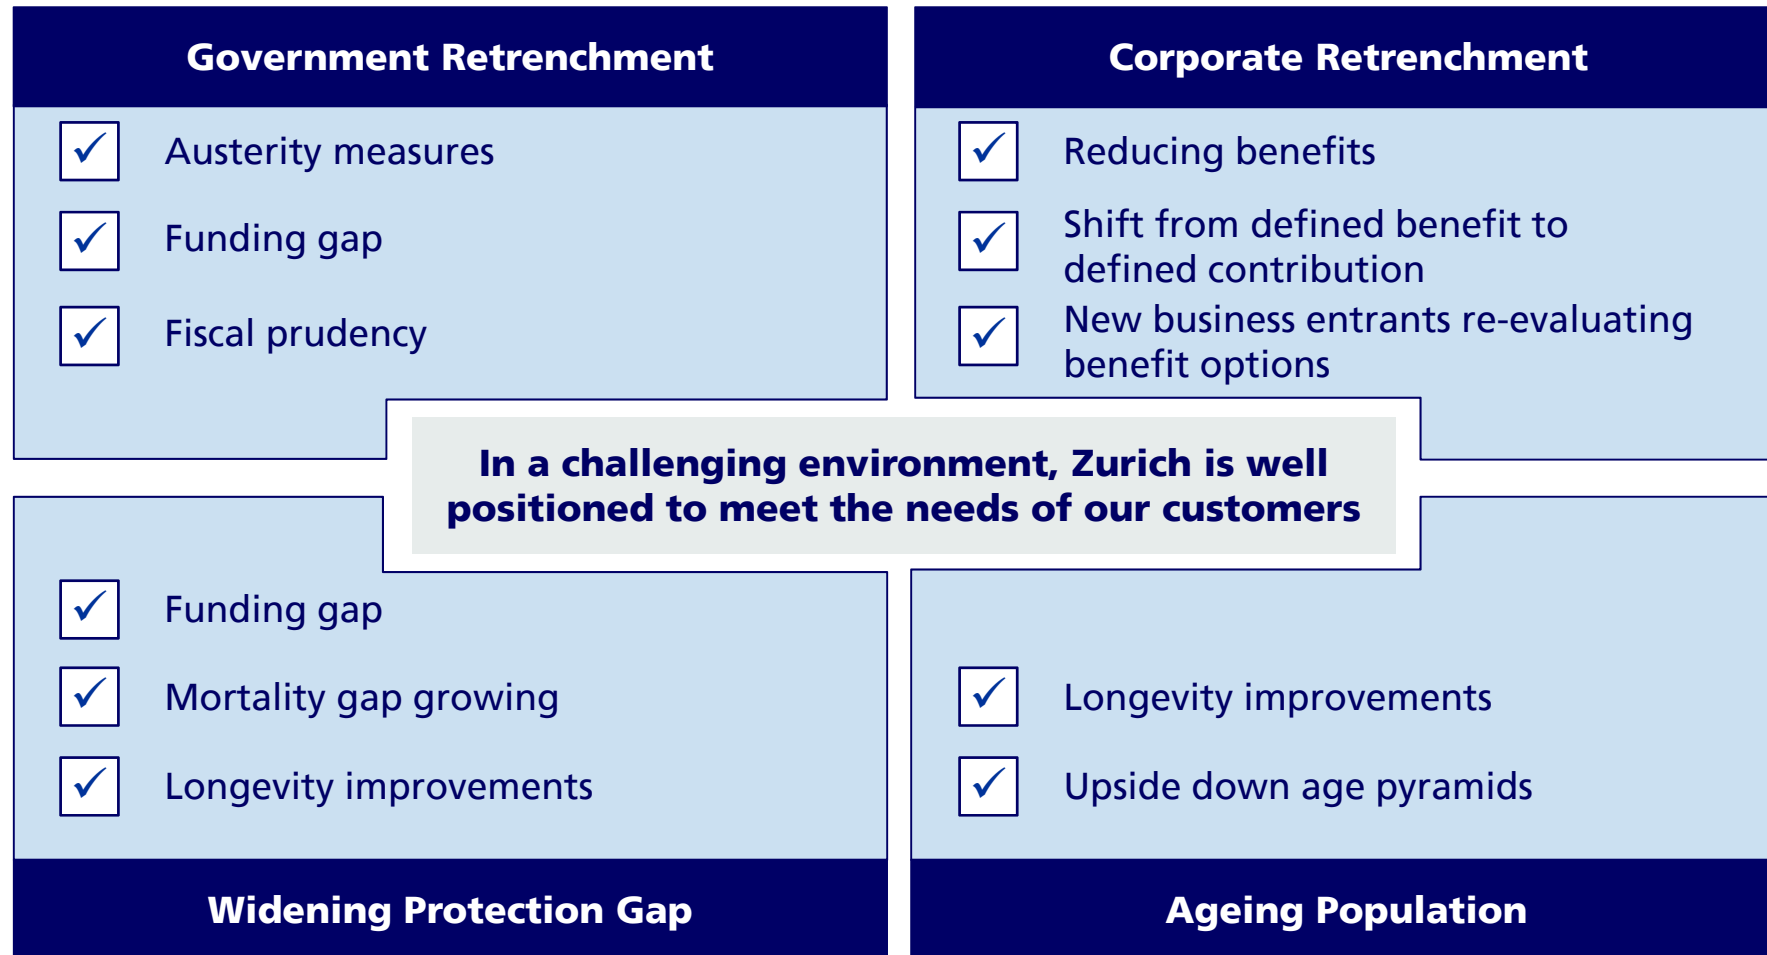 Government Retrenchment
Austerity measures
Funding gap
Fiscal prudency
Corporate Retrenchment
Reducing benefits
Shift from defined benefit to
defined contribution
New business entrants re-evaluating
benefit options
In a challenging environment, Zurich is well
positioned to meet the needs of our customers
Funding gap
Mortality gap growing
Longevity improvements
Widening Protection Gap
Longevity improvements
Upside down age pyramids
Ageing Population